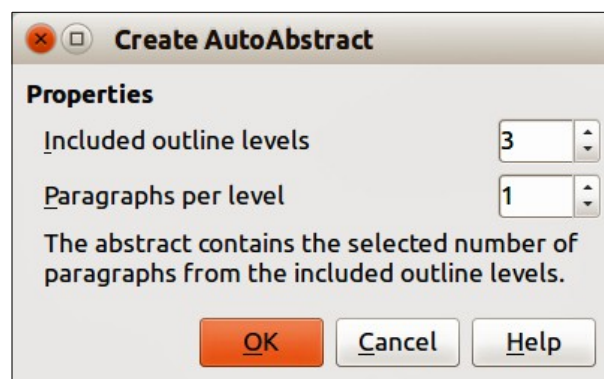 Create AutoAbstract
Properties
Included outline levels 3
Paragraphs per level 1
The abstract contains the selected number of
paragraphs from the included outline levels.
OK Cancel Help